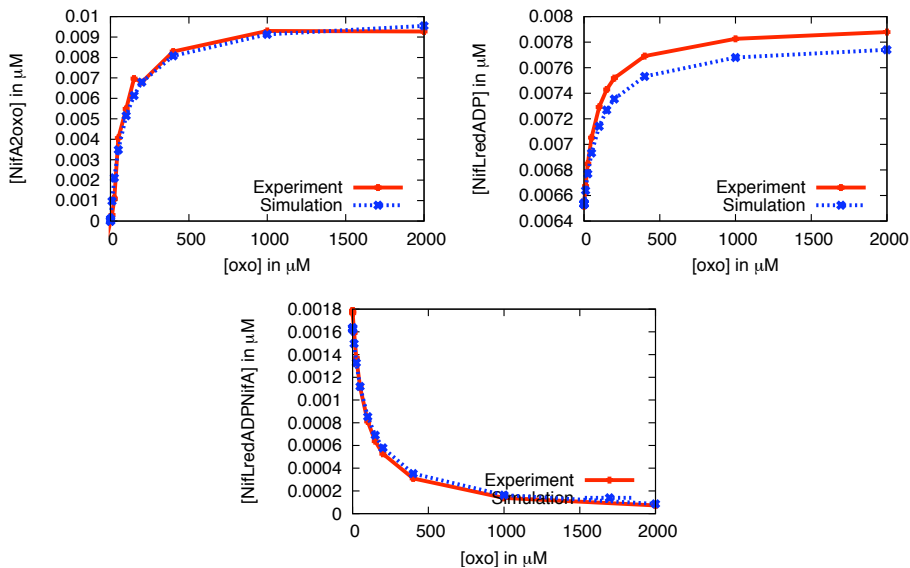 [NifA2oxo] in μM
0.01
0.009
0.008
0.007
0.006
0.005
0.004
0.003
0.002
0.001
0
Experiment
Simulation
0 500 1000 1500 2000
[oxo] in μM
[NifLredADP] in μM
0.008
0.0078
0.0076
0.0074
0.0072
0.007
0.0068
0.0066
0.0064
Experiment
Simulation
0 500 1000 1500 2000
[oxo] in μM
[NifLredADPNifA] in μM
0.0018
0.0016
0.0014
0.0012
0.001
0.0008
0.0006
0.0004
0.0002
0
Experiment
Simulation
0 500 1000 1500 2000
[oxo] in μM